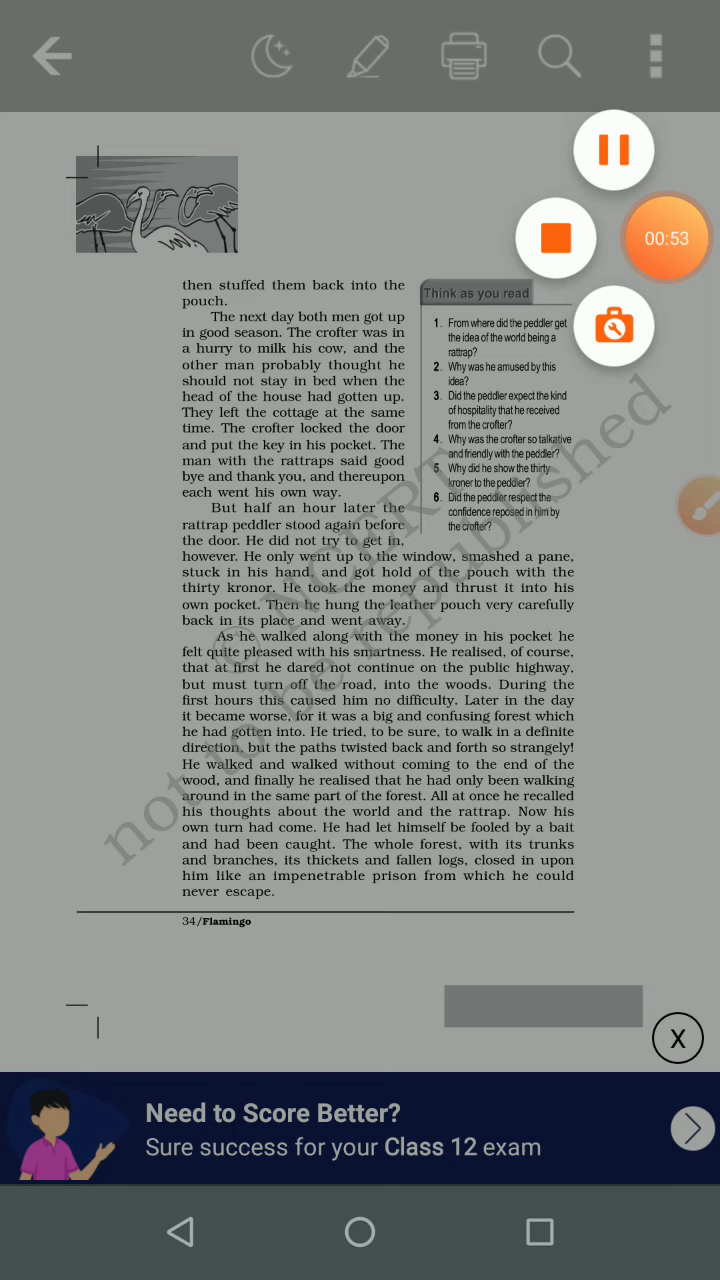 00:53
then stuffed them back into the
pouch.
The next day both men got up
in good season. The crofter was in
a hurry to milk his cow, and the
other man probably thought he
should not stay in bed when the
head of the house had gotten up.
They left the cottage at the same
time. The crofter locked the door
and put the key in his pocket. The
man with the rattraps said good
bye and thank you, and thereupon
each went his own way.
But half an hour later the
rattrap peddler stood again before
the door. He did not try to get in,
Think as you read
1. From where did the peddler get
the idea of the world being a
rattrap?
2. Why was he amused by this
idea?
3. Did the peddler expect the kind
of hospitality that he received
from the crofter?
4. Why was the crofter so talkative
and friendly with the peddler?
5. Why did he show the thirty
kroner to the peddler?
6. Did the peddler respect the
confidence reposed in him by
the crofter?
however. He only went up to the window, smashed a pane,
stuck in his hand, and got hold of the pouch with the
thirty kronor. He took the money and thrust it into his
own pocket. Then he hung the leather pouch very carefully
back in its place and went away.
As he walked along with the money in his pocket he
felt quite pleased with his smartness. He realised, of course,
that at first he dared not continue on the public highway,
but must turn off the road, into the woods. During the
first hours this caused him no difficulty. Later in the day
it became worse, for it was a big and confusing forest which
he had gotten into. He tried, to be sure, to walk in a definite
direction, but the paths twisted back and forth so strangely!
He walked and walked without coming to the end of the
wood, and finally he realised that he had only been walking
around in the same part of the forest. All at once he recalled
his thoughts about the world and the rattrap. Now his
own turn had come. He had let himself be fooled by a bait
and had been caught. The whole forest, with its trunks
and branches, its thickets and fallen logs, closed in upon
him like an impenetrable prison from which he could
never escape.
34/Flamingo
© NCERT
not to be republished
X
Need to Score Better?
Sure success for your Class 12 exam